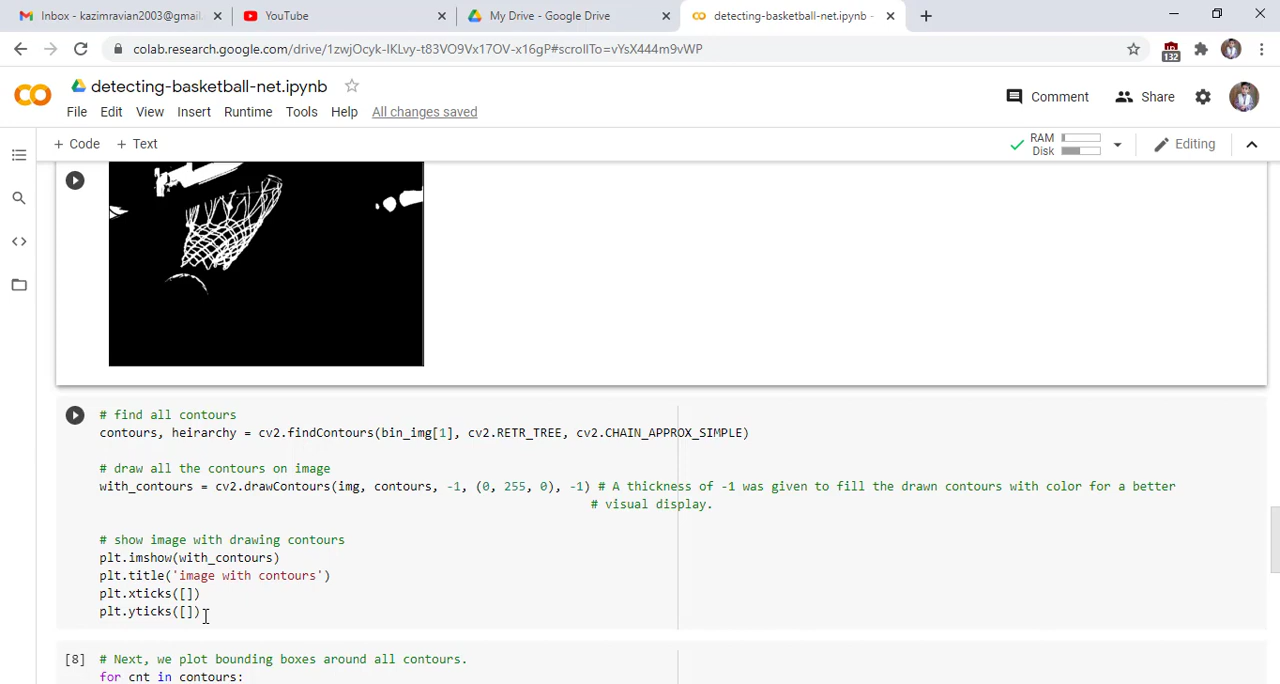 Inbox - kazimravian2003@gmail.
YouTube
My Drive - Google Drive
detecting-basketball-net.ipynb -
colab.research.google.com/drive/1zwjOcyk-IKLvy-t83VO9Vx17OV-x16gP#scrollTo=vYsX444m9vWP
132
detecting-basketball-net.ipynb
Comment
Share
File Edit View Insert Runtime Tools Help All changes saved
+ Code + Text
RAM
Disk
Editing
# find all contours
contours, heirarchy = cv2.findContours(bin_img[1], cv2.RETR_TREE, cv2.CHAIN_APPROX_SIMPLE)
# draw all the contours on image
with_contours = cv2.drawContours(img, contours, -1, (0, 255, 0), -1) # A thickness of -1 was given to fill the drawn contours with color for a better
# visual display.
# show image with drawing contours
plt.imshow(with_contours)
plt.title('image with contours')
plt.xticks([])
plt.yticks([])
[8] # Next, we plot bounding boxes around all contours.
for cnt in contours: